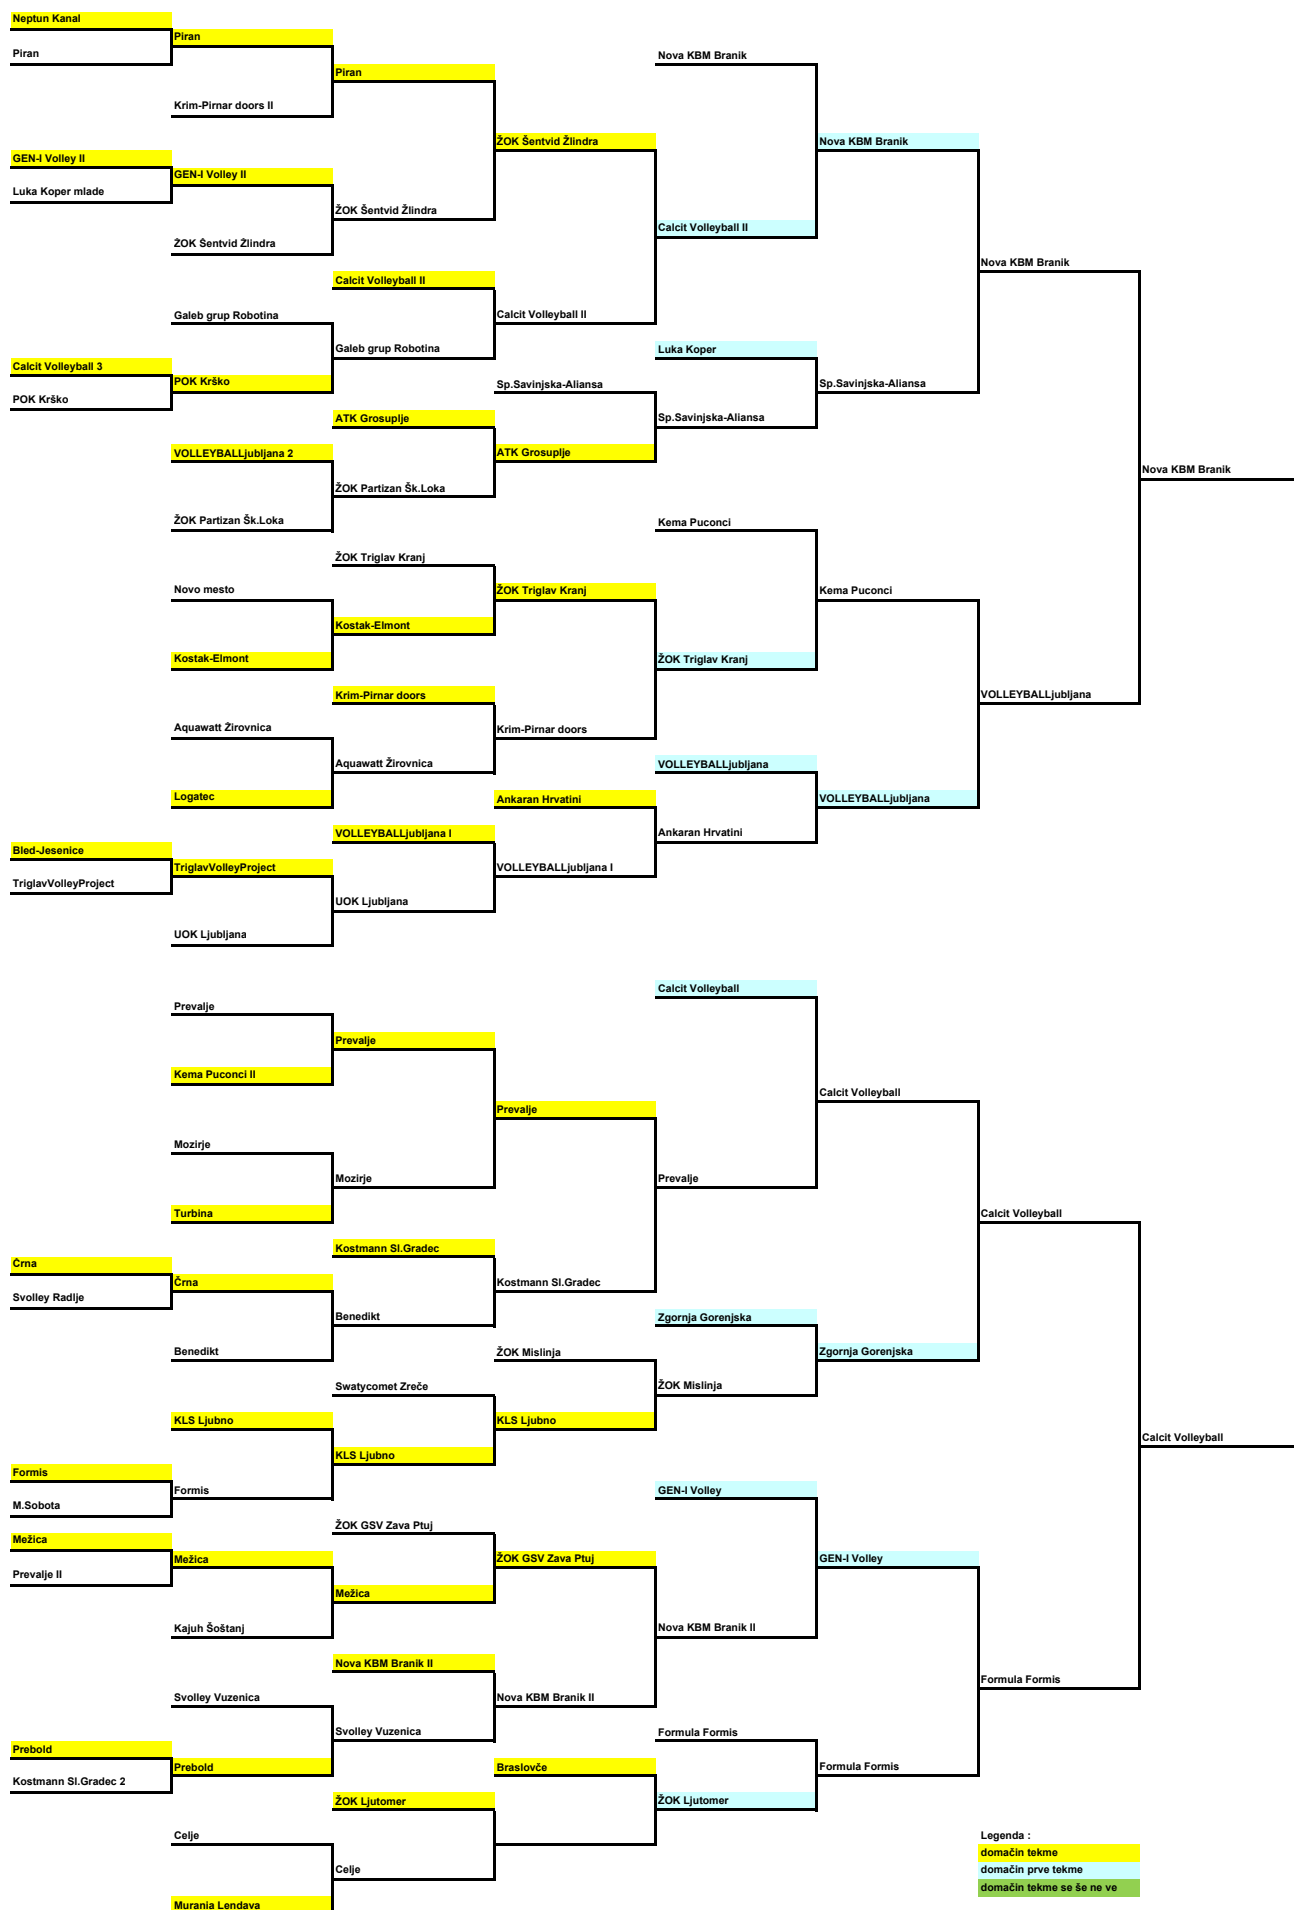 Neptun Kanal
Piran
Piran
Nova KBM Branik
Piran
Krim-Pirnar doors II
ŽOK Šentvid Žlindra
Nova KBM Branik
GEN-I Volley II
GEN-I Volley II
Luka Koper mlade
ŽOK Šentvid Žlindra
Calcit Volleyball II
ŽOK Šentvid Žlindra
Nova KBM Branik
Calcit Volleyball II
Galeb grup Robotina
Calcit Volleyball II
Galeb grup Robotina
Luka Koper
Calcit Volleyball 3
POK Krško
Sp.Savinjska-Aliansa
Sp.Savinjska-Aliansa
POK Krško
ATK Grosuplje
Sp.Savinjska-Aliansa
VOLLEYBALLjubljana 2
ATK Grosuplje
Nova KBM Branik
ŽOK Partizan Šk.Loka
ŽOK Partizan Šk.Loka
Kema Puconci
ŽOK Triglav Kranj
Novo mesto
ŽOK Triglav Kranj
Kema Puconci
Kostak-Elmont
Kostak-Elmont
ŽOK Triglav Kranj
Krim-Pirnar doors
VOLLEYBALLjubljana
Aquawatt Žirovnica
Krim-Pirnar doors
Aquawatt Žirovnica
VOLLEYBALLjubljana
Logatec
Ankaran Hrvatini
VOLLEYBALLjubljana
VOLLEYBALLjubljana I
Ankaran Hrvatini
Bled-Jesenice
TriglavVolleyProject
VOLLEYBALLjubljana I
TriglavVolleyProject
UOK Ljubljana
UOK Ljubljana
Calcit Volleyball
Prevalje
Prevalje
Kema Puconci II
Calcit Volleyball
Prevalje
Mozirje
Mozirje
Prevalje
Turbina
Calcit Volleyball
Kostmann Sl.Gradec
Črna
Črna
Kostmann Sl.Gradec
Svolley Radlje
Benedikt
Zgornja Gorenjska
Benedikt
ŽOK Mislinja
Zgornja Gorenjska
Swatycomet Zreče
ŽOK Mislinja
KLS Ljubno
KLS Ljubno
Calcit Volleyball
KLS Ljubno
Formis
Formis
GEN-I Volley
M.Sobota
ŽOK GSV Zava Ptuj
Mežica
Mežica
ŽOK GSV Zava Ptuj
GEN-I Volley
Prevalje II
Mežica
Kajuh Šoštanj
Nova KBM Branik II
Nova KBM Branik II
Formula Formis
Svolley Vuzenica
Nova KBM Branik II
Svolley Vuzenica
Formula Formis
Prebold
Prebold
Braslovče
Formula Formis
Kostmann Sl.Gradec 2
ŽOK Ljutomer
ŽOK Ljutomer
Celje
Legenda :
domačin tekme
Celje
domačin prve tekme
domačin tekme se še ne ve
Murania Lendava